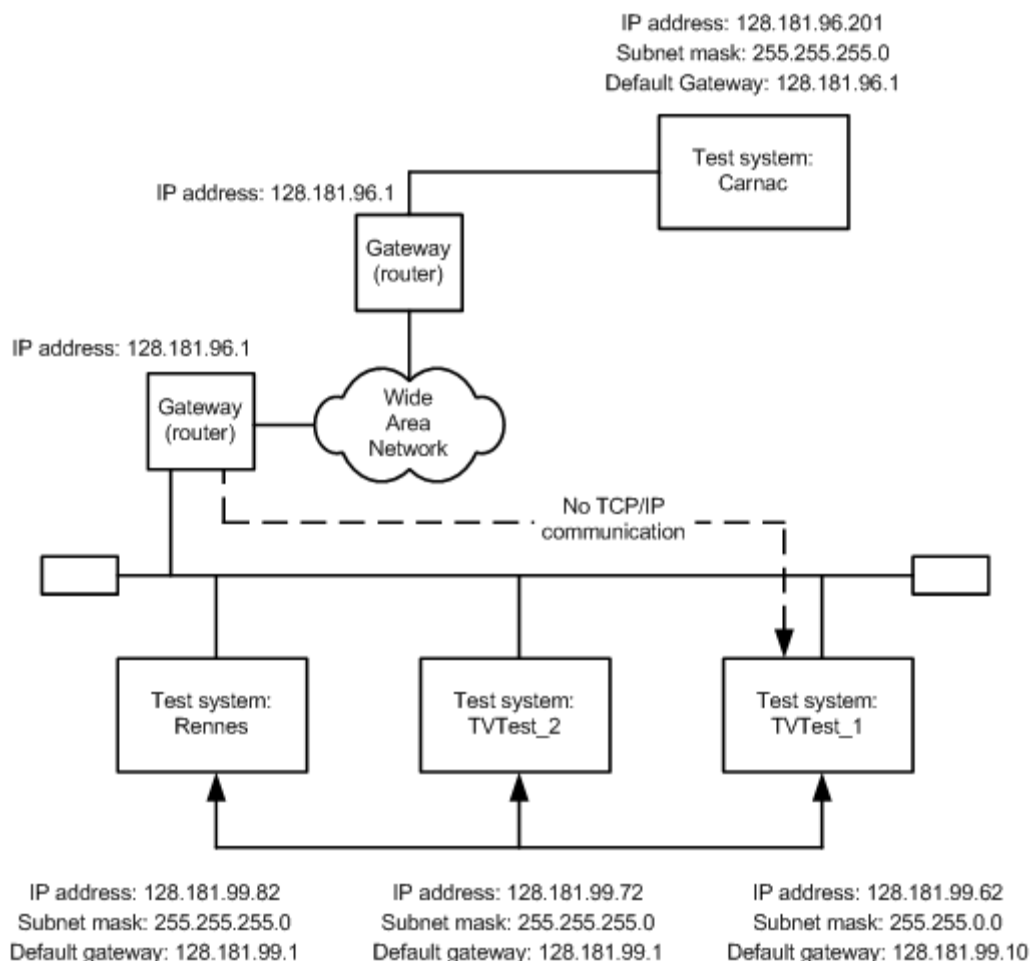 IP address: 128.181.96.201
Subnet mask: 255.255.255.0
Default Gateway: 128.181.96.1
Test system:
Carnac
IP address: 128.181.96.1
Gateway
(router)
IP address: 128.181.96.1
Gateway
(router)
Wide
Area
Network
No TCP/IP
communication
Test system:
Rennes
Test system:
TVTest_2
Test system:
TVTest_1
IP address: 128.181.99.82
Subnet mask: 255.255.255.0
Default gateway: 128.181.99.1
IP address: 128.181.99.72
Subnet mask: 255.255.255.0
Default gateway: 128.181.99.1
IP address: 128.181.99.62
Subnet mask: 255.255.0.0
Default gateway: 128.181.99.10